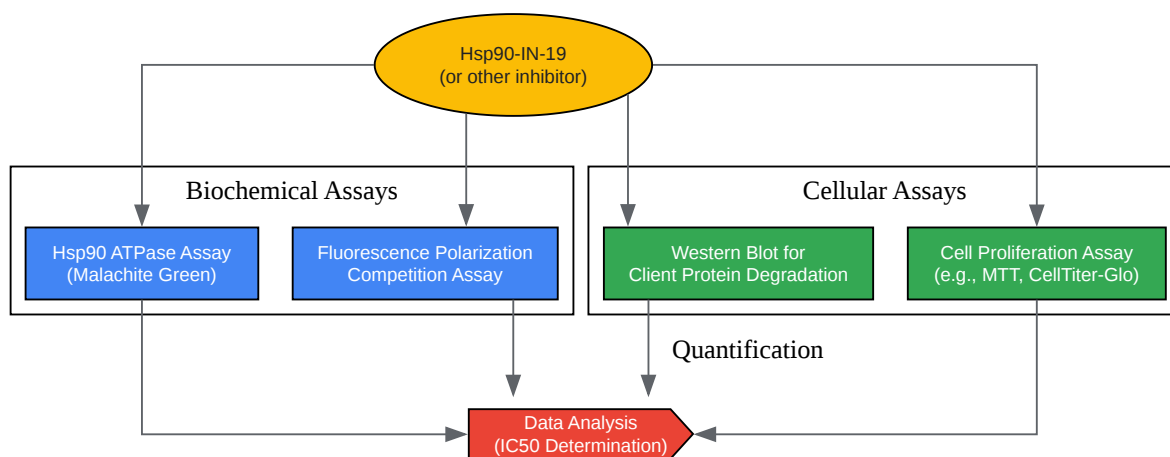 Hsp90-IN-19
(or other inhibitor)
Biochemical Assays
Cellular Assays
Hsp90 ATPase Assay
(Malachite Green)
Fluorescence Polarization
Competition Assay
Western Blot for
Client Protein Degradation
Cell Proliferation Assay
(e.g., MTT, CellTiter-Glo)
Quantification
Data Analysis
(IC50 Determination)